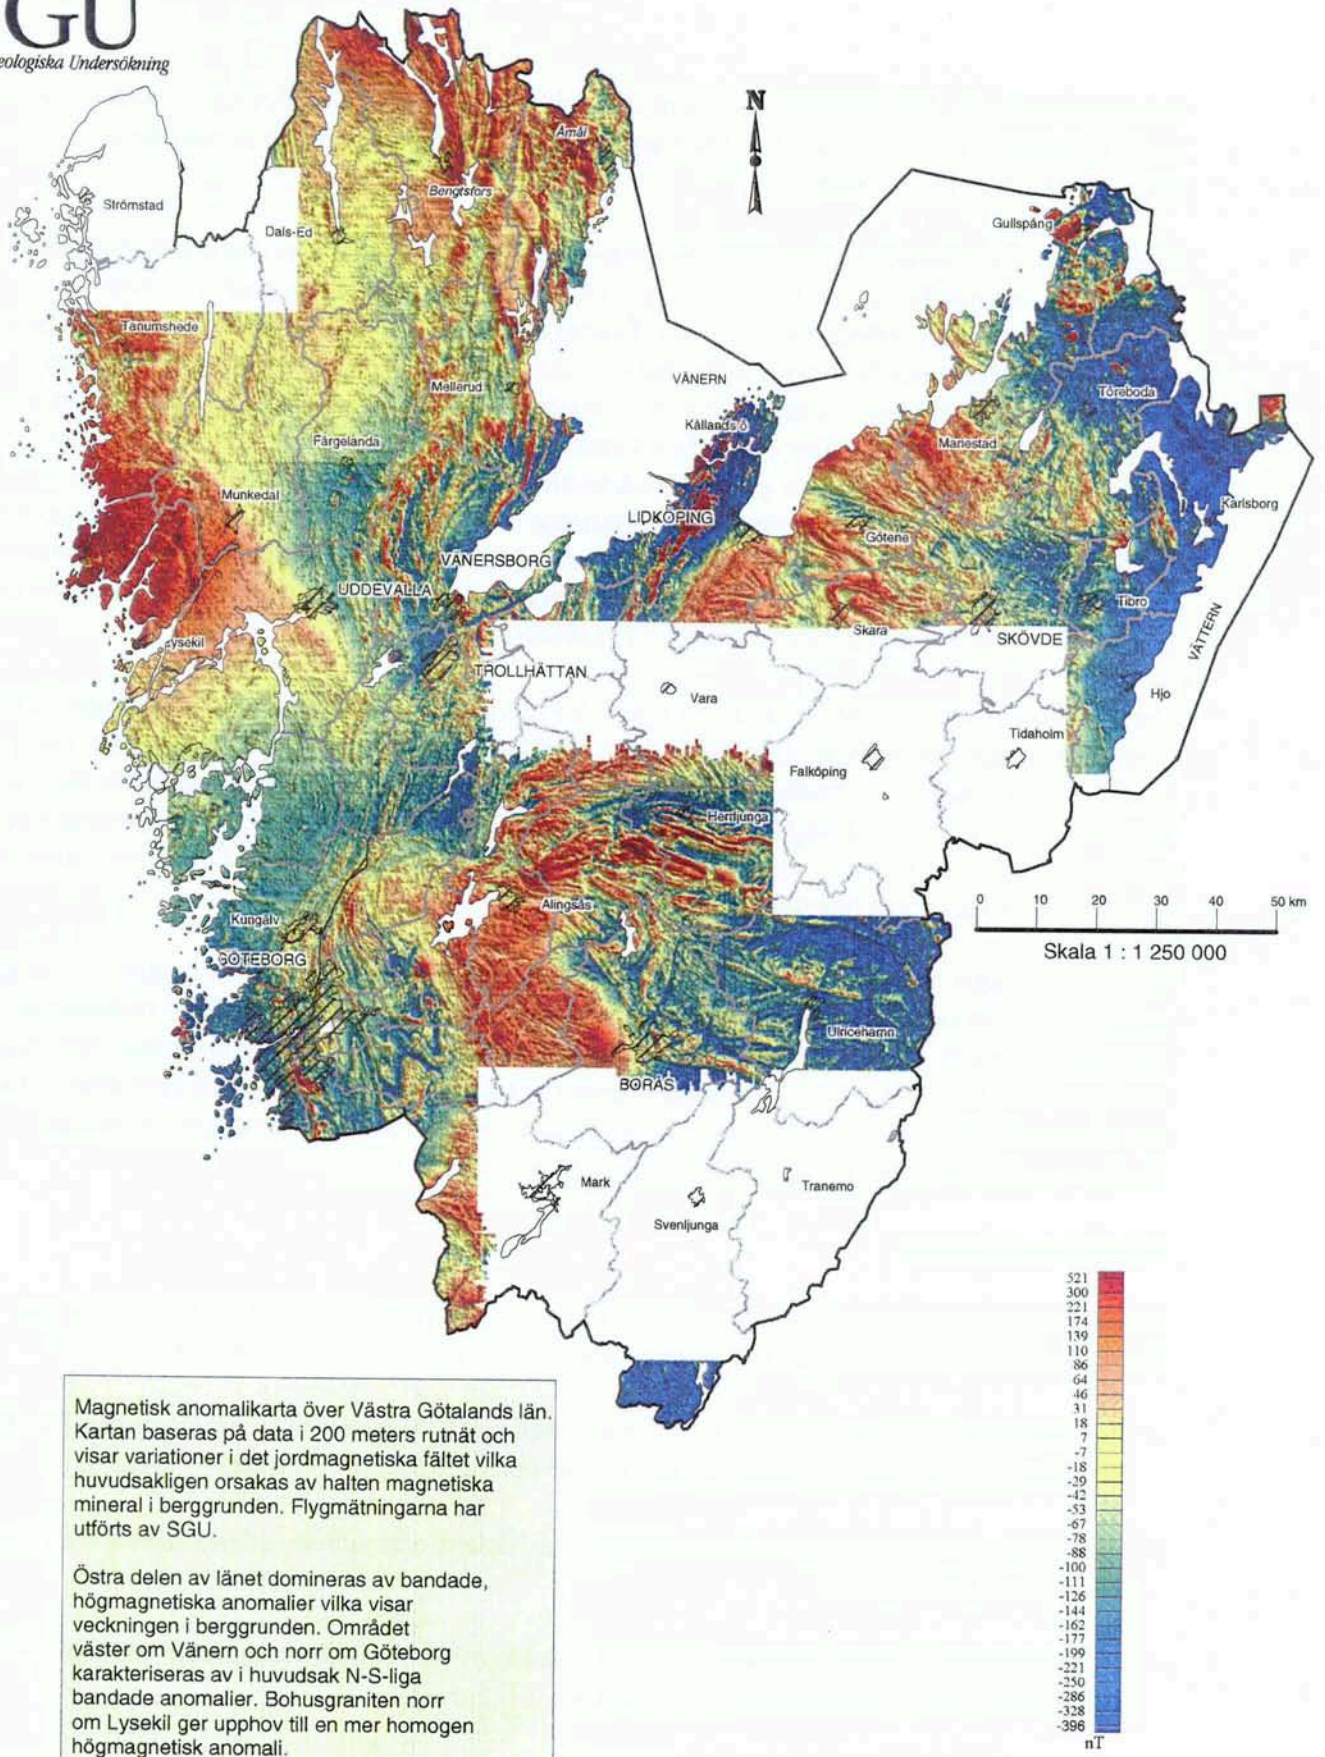 GU
eologiska Undersökning
N
Åmål
Bengtsfors
Strömstad
Dals-Ed
Gullspång
Tanumshede
VÄNERN
Mellerud
Töreboda
Kållands ö
Färgelanda
Mariestad
Munkedal
LIDKÖPING
Karlsborg
Götene
VÄNERSBORG
UDDEVALLA
Tibro
Skara
SKÖVDE
Lysekil
VÄTTERN
TROLLHÄTTAN
Vara
Hjo
Tidaholm
Falköping
Herrljunga
Alingsås
Kungälv
GÖTEBORG
0 10 20 30 40 50 km
Skala 1 : 1 250 000
Ulricehamn
BORÅS
Mark
Tranemo
Svenljunga
521
300
221
174
139
110
86
64
46
31
18
7
-7
-18
-29
-42
-53
-67
-78
-88
-100
-111
-126
-144
-162
-177
-199
-221
-250
-286
-328
-396
nT
Magnetisk anomalikarta över Västra Götalands län.
Kartan baseras på data i 200 meters rutnät och
visar variationer i det jordmagnetiska fältet vilka
huvudsakligen orsakas av halten magnetiska
mineral i berggrunden. Flygmätningarna har
utförts av SGU.
Östra delen av länet domineras av bandade,
högmagnetiska anomalier vilka visar
veckningen i berggrunden. Området
väster om Vänern och norr om Göteborg
karakteriseras av i huvudsak N-S-liga
bandade anomalier. Bohusgraniten norr
om Lysekil ger upphov till en mer homogen
högmagnetisk anomali.